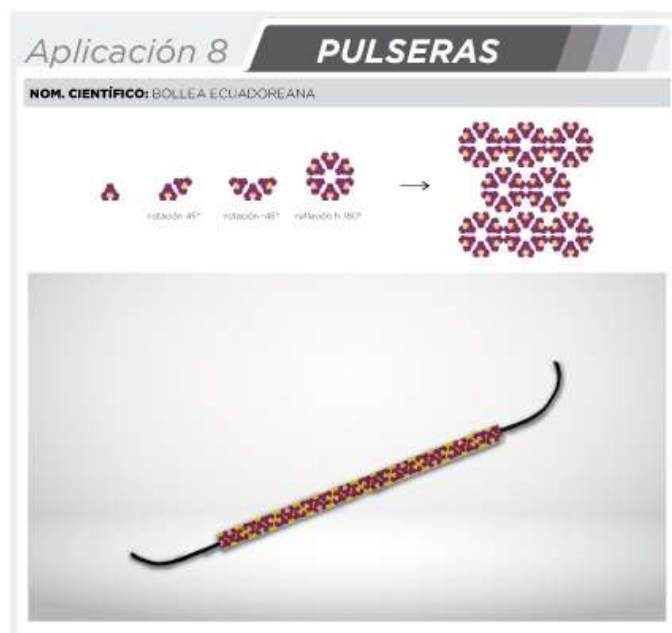 Aplicación 8 PULSERAS
NOM. CIENTÍFICO: BOLLEA ECUADOREANA
rotación 45° rotación -45° reflexión h. 180°